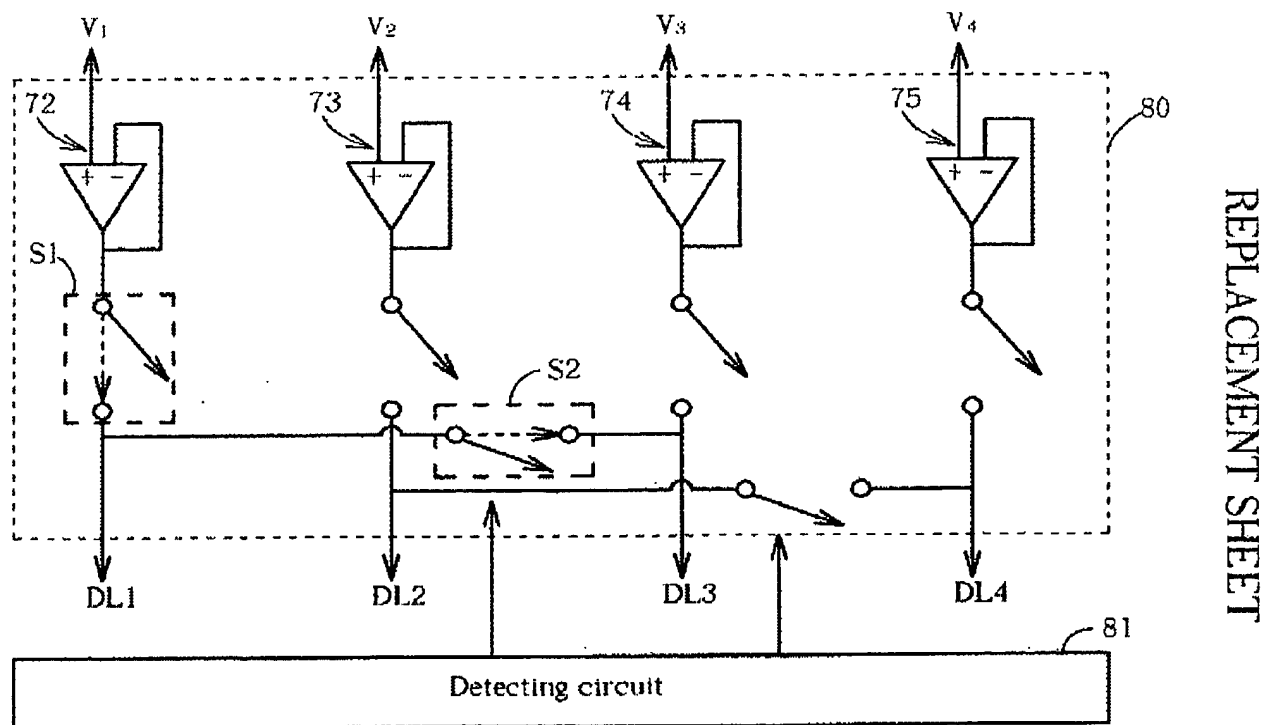 V1 V2 V3 V4
72 73 74 75 80
+ − + − + − + −
S1
S2
DL1 DL2 DL3 DL4
81
Detecting circuit
REPLACEMENT SHEET